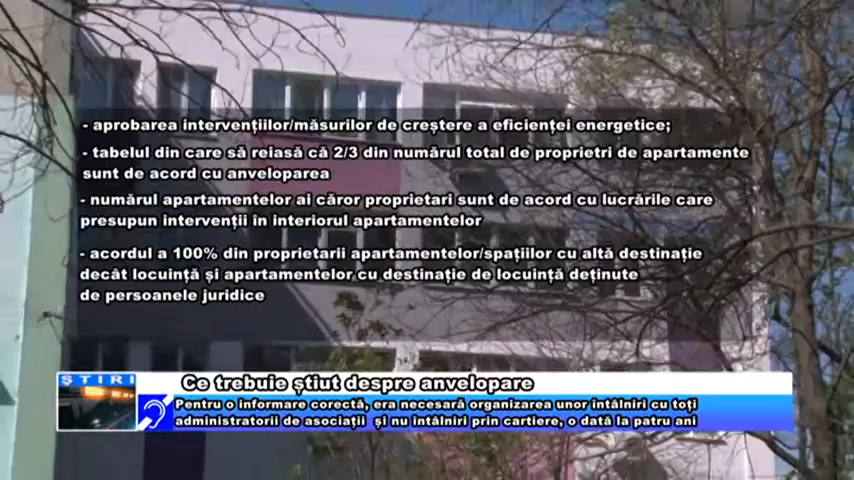 - aprobarea intervențiilor/măsurilor de creștere a eficienței energetice;
- tabelul din care să reiasă că 2/3 din numărul total de proprietri de apartamente
sunt de acord cu anveloparea
- numărul apartamentelor ai căror proprietari sunt de acord cu lucrările care
presupun intervenții în interiorul apartamentelor
- acordul a 100% din proprietarii apartamentelor/spațiilor cu altă destinație
decât locuință și apartamentelor cu destinație de locuință deținute
de persoanele juridice
ȘTIRI
Ce trebuie știut despre anvelopare
Pentru o informare corectă, era necesară organizarea unor întâlniri cu toți
administratorii de asociații și nu întâlniri prin cartiere, o dată la patru ani